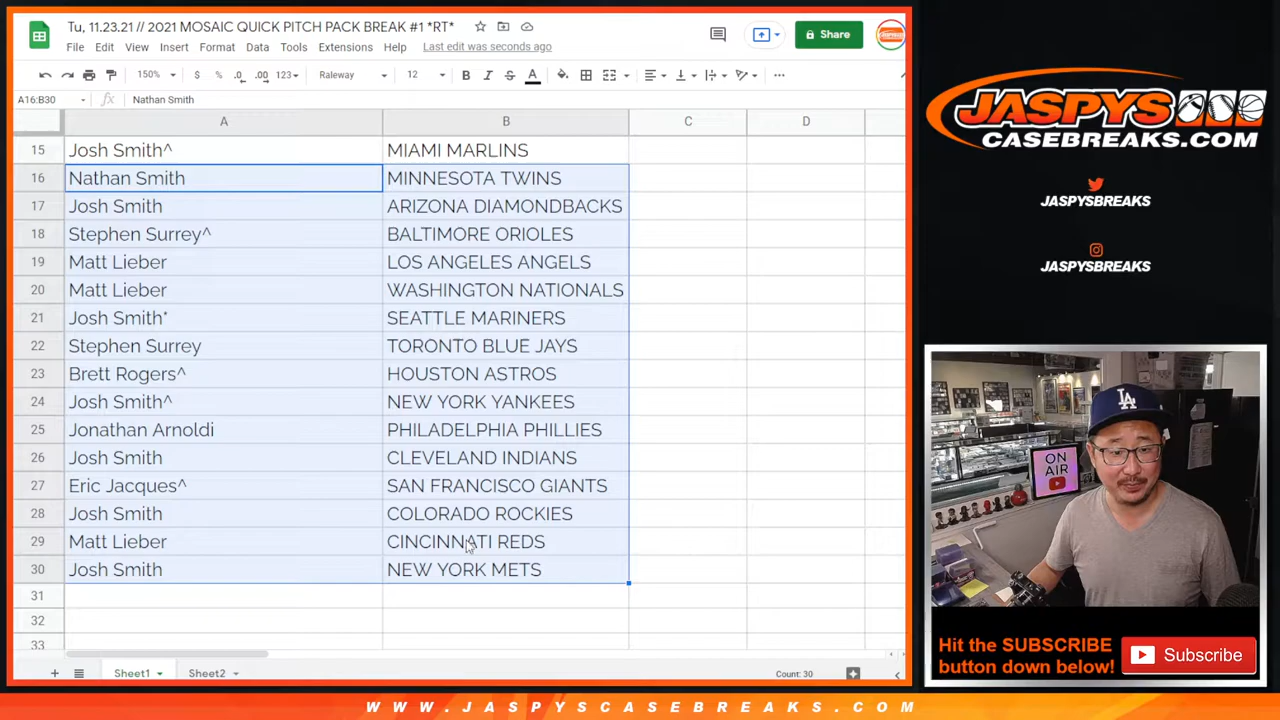 Tu, 11.23.21 // 2021 MOSAIC QUICK PITCH PACK BREAK #1 *RT*
File Edit View Insert Format Data Tools Extensions Help Last edit was seconds ago
Share
150% $ % .0 .00 123 Raleway 12 B I S A
A16:B30 fx Nathan Smith
A B C D
15 Josh Smith^ MIAMI MARLINS
16 Nathan Smith MINNESOTA TWINS
17 Josh Smith ARIZONA DIAMONDBACKS
18 Stephen Surrey^ BALTIMORE ORIOLES
19 Matt Lieber LOS ANGELES ANGELS
20 Matt Lieber WASHINGTON NATIONALS
21 Josh Smith* SEATTLE MARINERS
22 Stephen Surrey TORONTO BLUE JAYS
23 Brett Rogers^ HOUSTON ASTROS
24 Josh Smith^ NEW YORK YANKEES
25 Jonathan Arnoldi PHILADELPHIA PHILLIES
26 Josh Smith CLEVELAND INDIANS
27 Eric Jacques^ SAN FRANCISCO GIANTS
28 Josh Smith COLORADO ROCKIES
29 Matt Lieber CINCINNATI REDS
30 Josh Smith NEW YORK METS
31
32
33
Sheet1 Sheet2 Count: 30
JASPYS
CASEBREAKS.COM
JASPYSBREAKS
JASPYSBREAKS
LA
ON
AIR
Hit the SUBSCRIBE
button down below!
Subscribe
WWW.JASPYSCASEBREAKS.COM